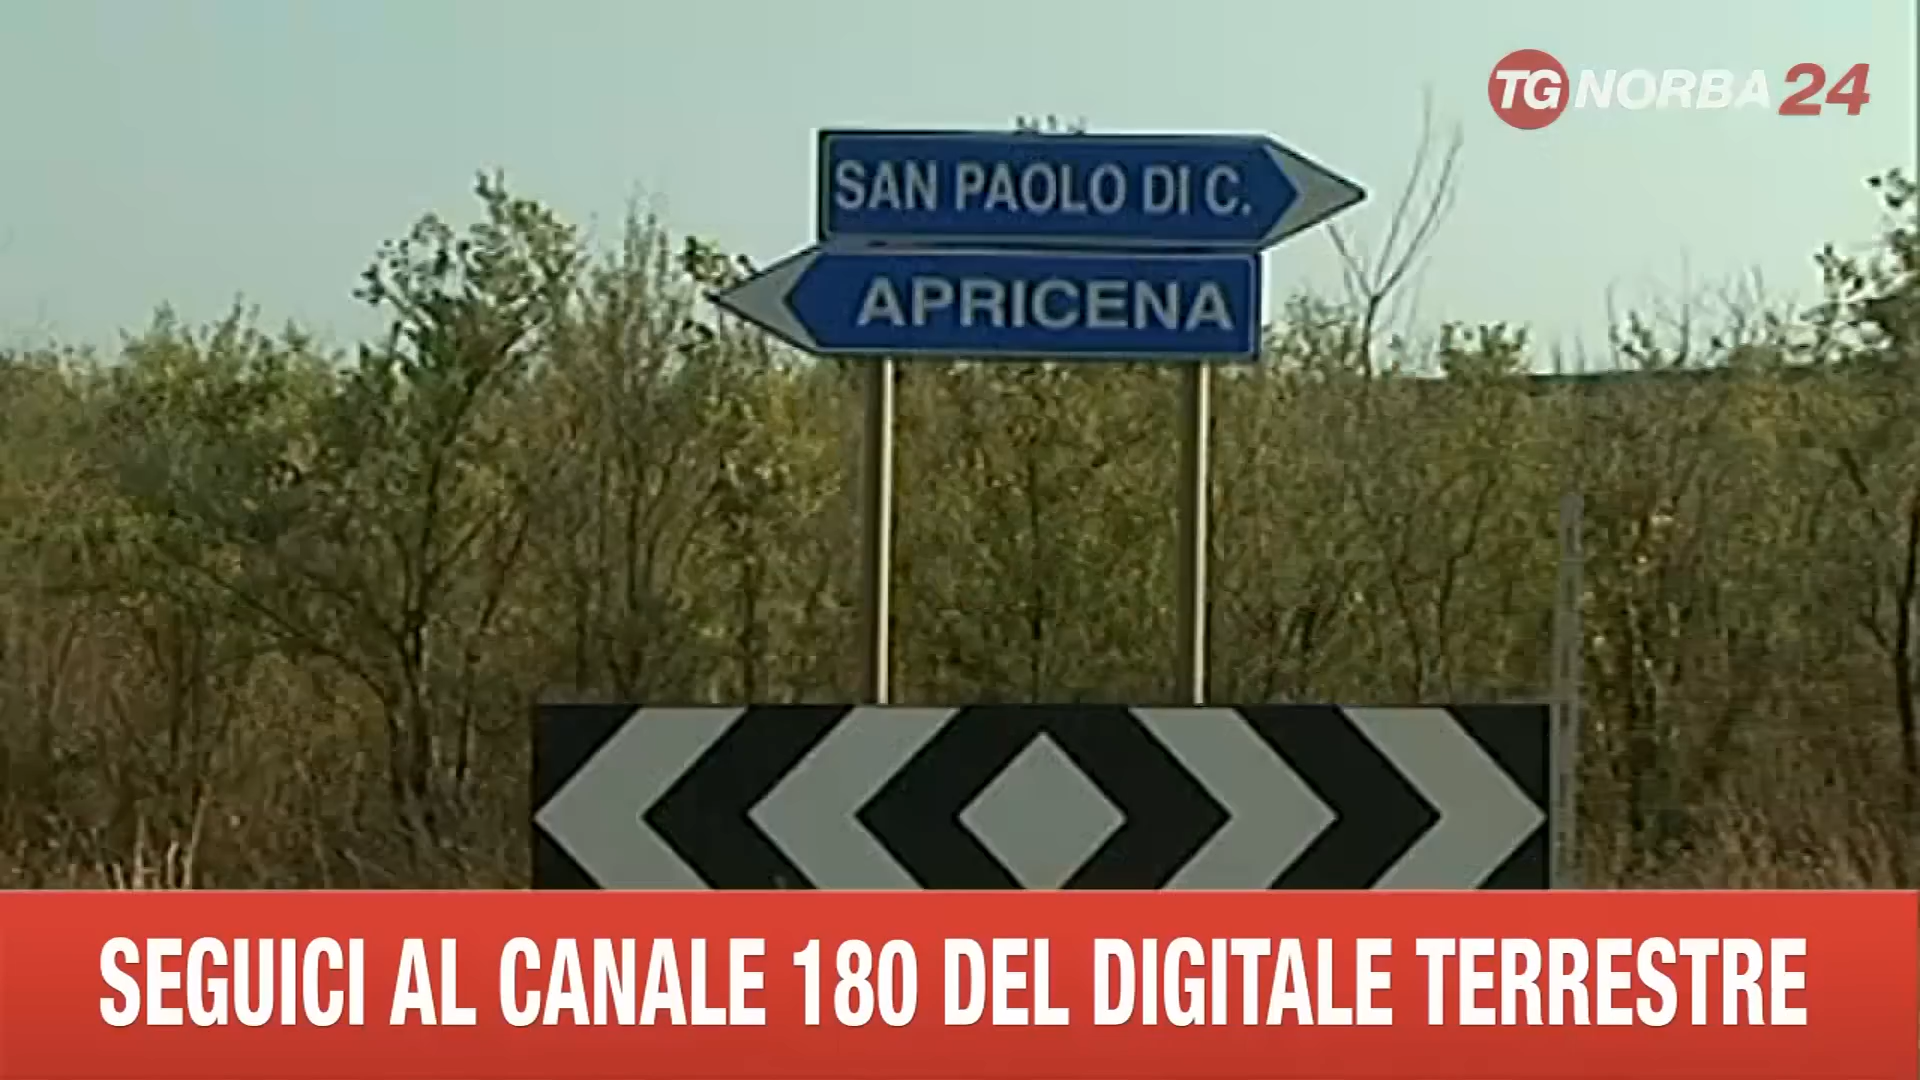 TG NORBA 24
SAN PAOLO DI C.
APRICENA
SEGUICI AL CANALE 180 DEL DIGITALE TERRESTRE